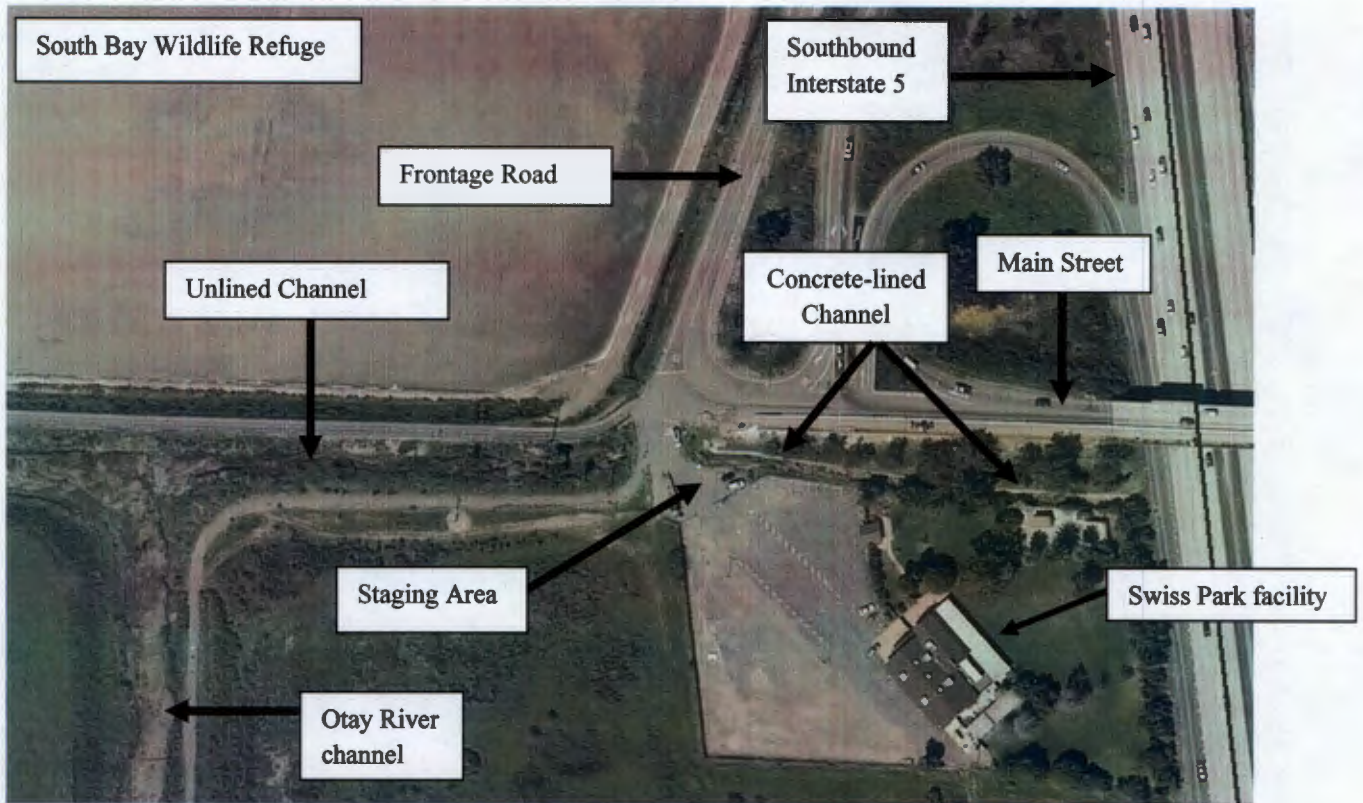 South Bay Wildlife Refuge
Southbound
Interstate 5
Frontage Road
Unlined Channel
Concrete-lined
Channel
Main Street
Staging Area
Swiss Park facility
Otay River
channel